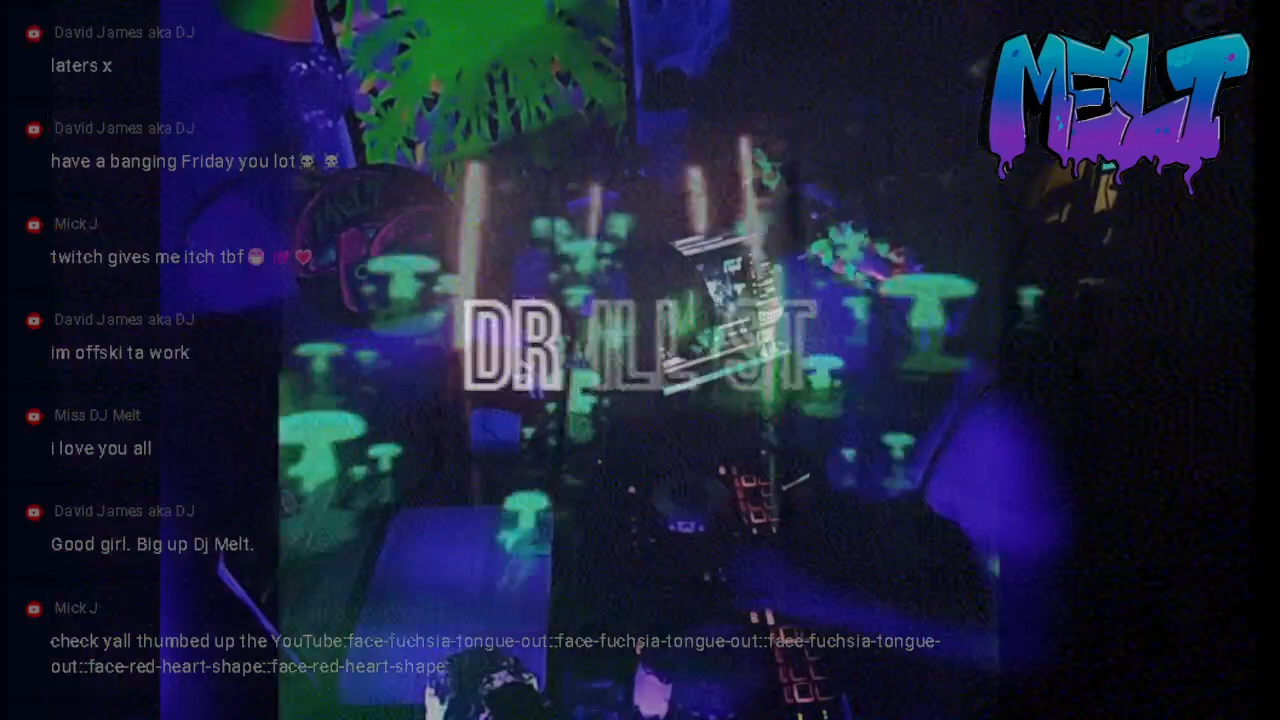 David James aka DJ
laters x
David James aka DJ
have a banging Friday you lot
Mick J
twitch gives me itch tbf
David James aka DJ
im offski ta work
Miss DJ Melt
i love you all
David James aka DJ
Good girl. Big up Dj Melt.
Mick J
check yall thumbed up the YouTube:face-fuchsia-tongue-out::face-fuchsia-tongue-out::face-fuchsia-tongue-
out::face-red-heart-shape::face-red-heart-shape:
MELT
DR